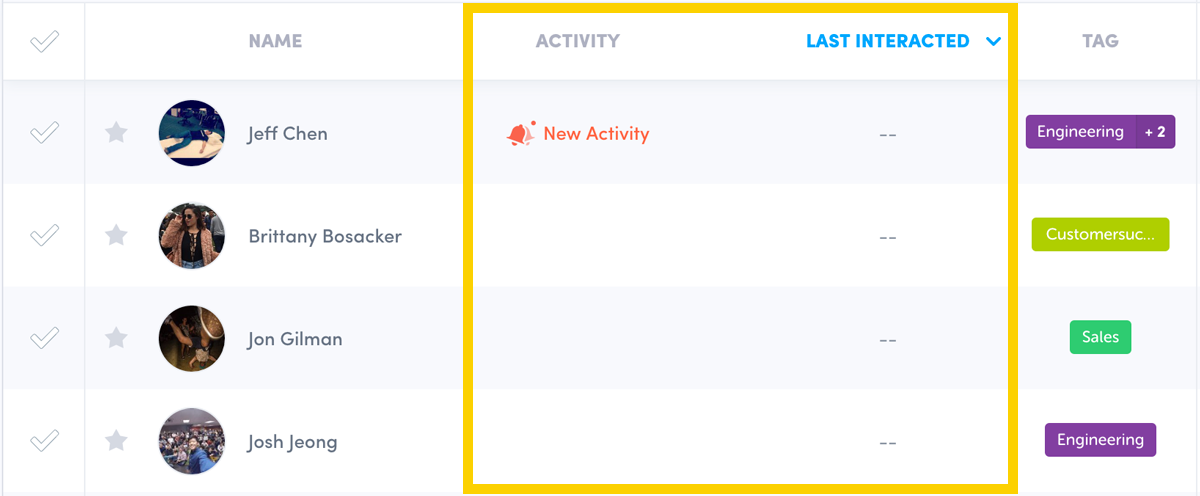 NAME ACTIVITY LAST INTERACTED TAG
Jeff Chen New Activity -- Engineering + 2
Brittany Bosacker -- Customersuc...
Jon Gilman -- Sales
Josh Jeong -- Engineering